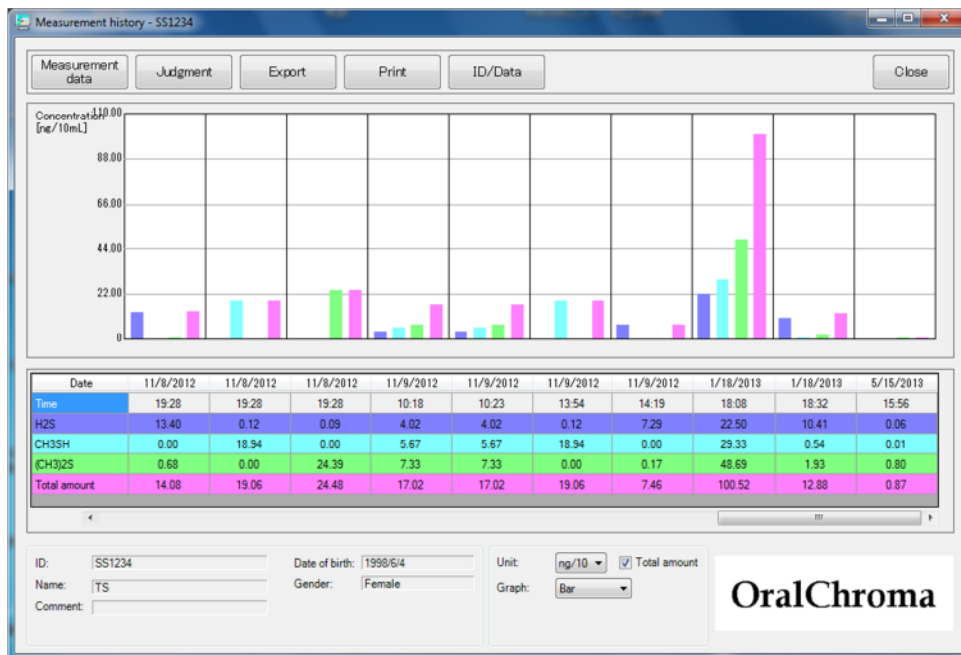 Measurement history - SS1234
Measurement data Judgment Export Print ID/Data Close
Concentration 110.00
[ng/10mL]
88.00
66.00
44.00
22.00
0
Date 11/8/2012 11/8/2012 11/8/2012 11/9/2012 11/9/2012 11/9/2012 11/9/2012 1/18/2013 1/18/2013 5/15/2013
Time 19:28 19:28 19:28 10:18 10:23 13:54 14:19 18:08 18:32 15:56
H2S 13.40 0.12 0.09 4.02 4.02 0.12 7.29 22.50 10.41 0.06
CH3SH 0.00 18.94 0.00 5.67 5.67 18.94 0.00 29.33 0.54 0.01
(CH3)2S 0.68 0.00 24.39 7.33 7.33 0.00 0.17 48.69 1.93 0.80
Total amount 14.08 19.06 24.48 17.02 17.02 19.06 7.46 100.52 12.88 0.87
ID: SS1234 Date of birth: 1998/6/4 Unit: ng/10 Total amount
Name: TS Gender: Female Graph: Bar
Comment:
OralChroma